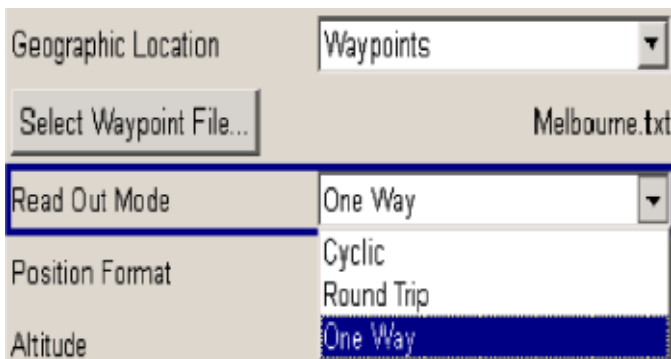 Geographic Location Waypoints
Select Waypoint File... Melbourne.txt
Read Out Mode One Way
Cyclic
Position Format
Round Trip
Altitude One Way